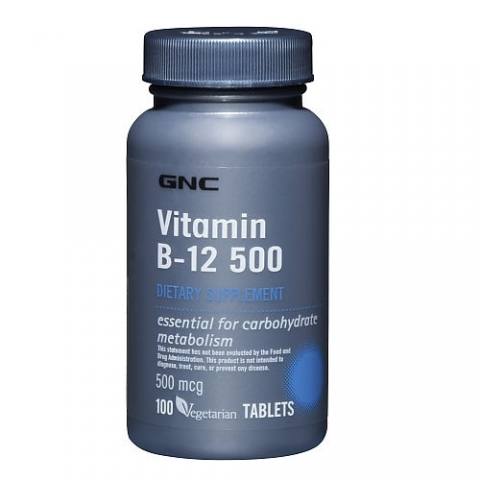 GNC
Vitamin
B-12 500
DIETARY SUPPLEMENT
essential for carbohydrate
metabolism
This statement has not been evaluated by the Food and
Drug Administration. This product is not intended to
diagnose, treat, cure, or prevent any disease.
500 mcg
100 Vegetarian TABLETS